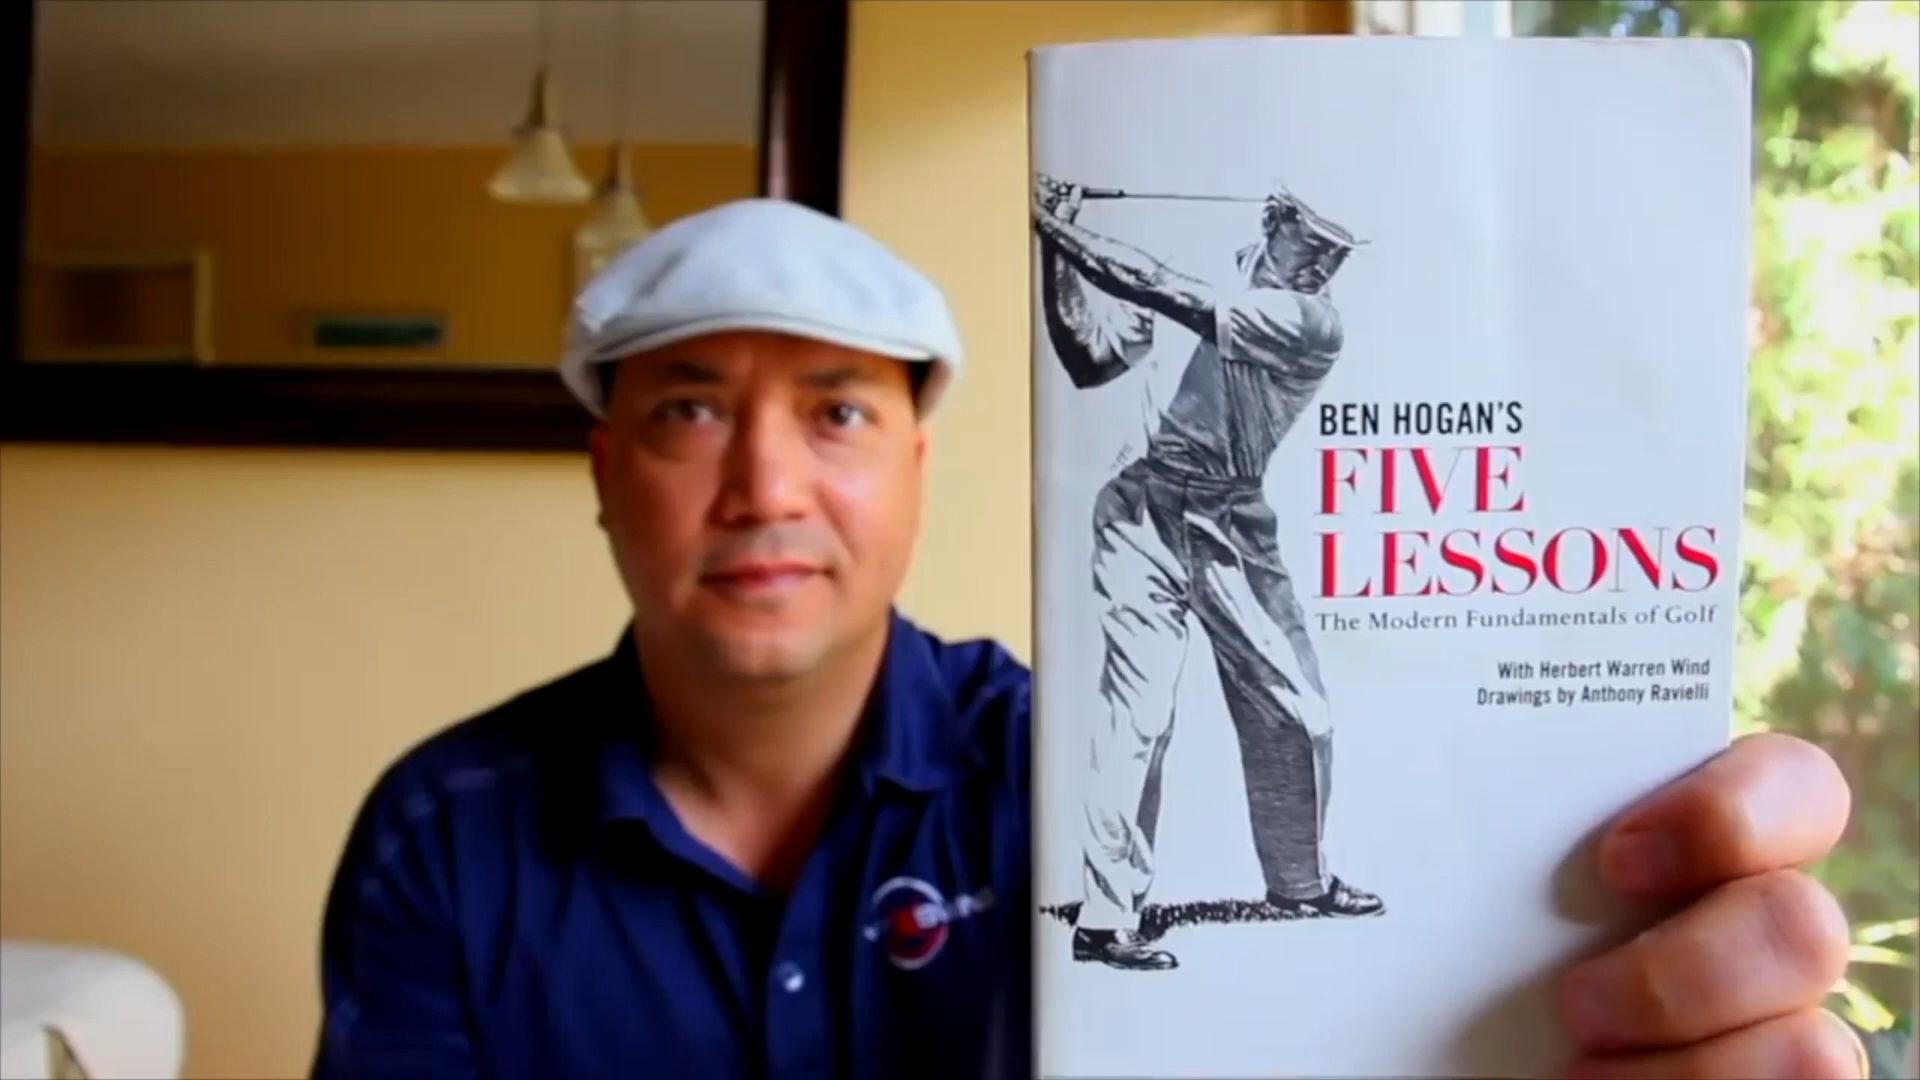 BEN HOGAN'S
FIVE
LESSONS
The Modern Fundamentals of Golf
With Herbert Warren Wind
Drawings by Anthony Ravielli